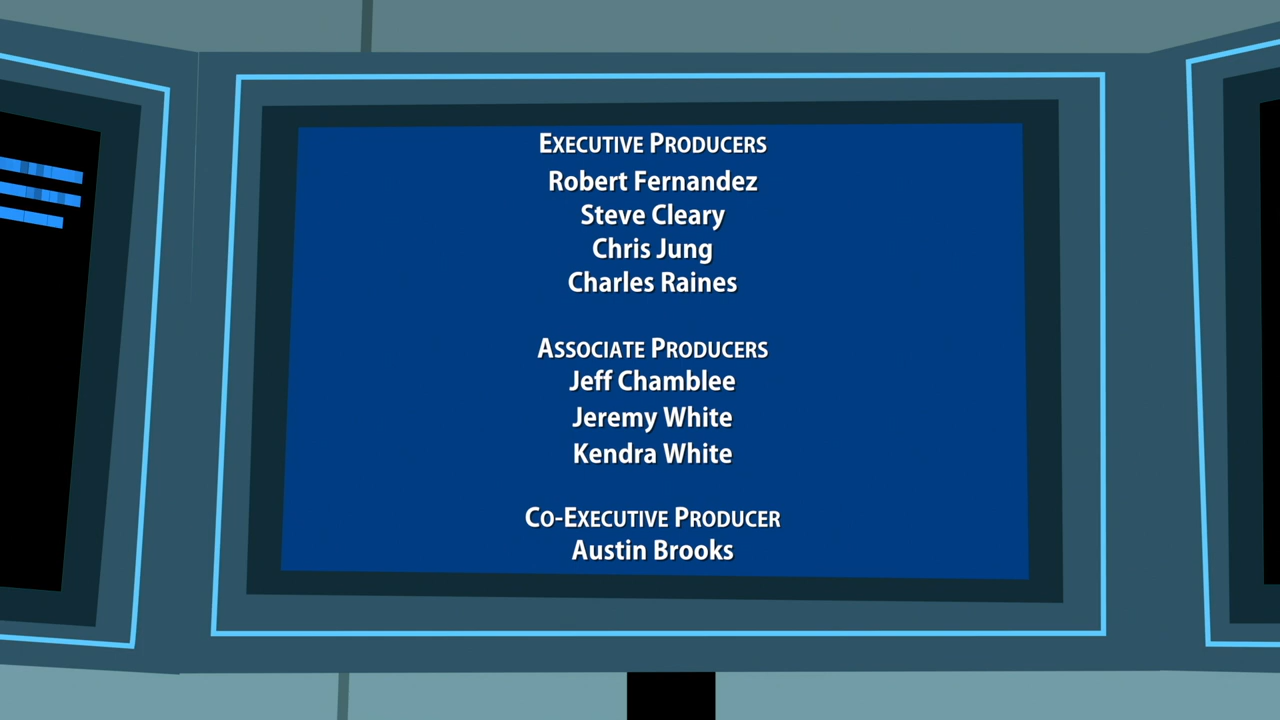 Executive Producers
Robert Fernandez
Steve Cleary
Chris Jung
Charles Raines
Associate Producers
Jeff Chamblee
Jeremy White
Kendra White
Co-Executive Producer
Austin Brooks